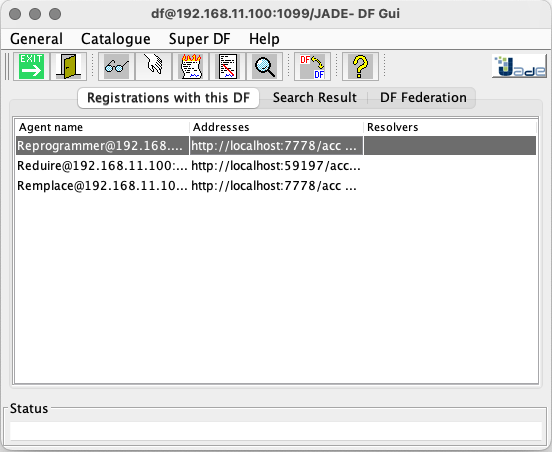 df@192.168.11.100:1099/JADE- DF Gui
General Catalogue Super DF Help
EXIT DF DF ? Jade
Registrations with this DF Search Result DF Federation
Agent name Addresses Resolvers
Reprogrammer@192.168.... http://localhost:7778/acc ...
Reduire@192.168.11.100:... http://localhost:59197/acc...
Remplace@192.168.11.10... http://localhost:7778/acc ...
Status